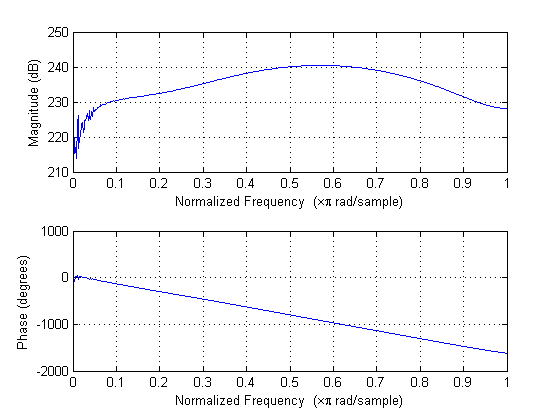 250
240
230
220
210
Magnitude (dB)
0 0.1 0.2 0.3 0.4 0.5 0.6 0.7 0.8 0.9 1
Normalized Frequency (×π rad/sample)
1000
0
-1000
-2000
Phase (degrees)
0 0.1 0.2 0.3 0.4 0.5 0.6 0.7 0.8 0.9 1
Normalized Frequency (×π rad/sample)